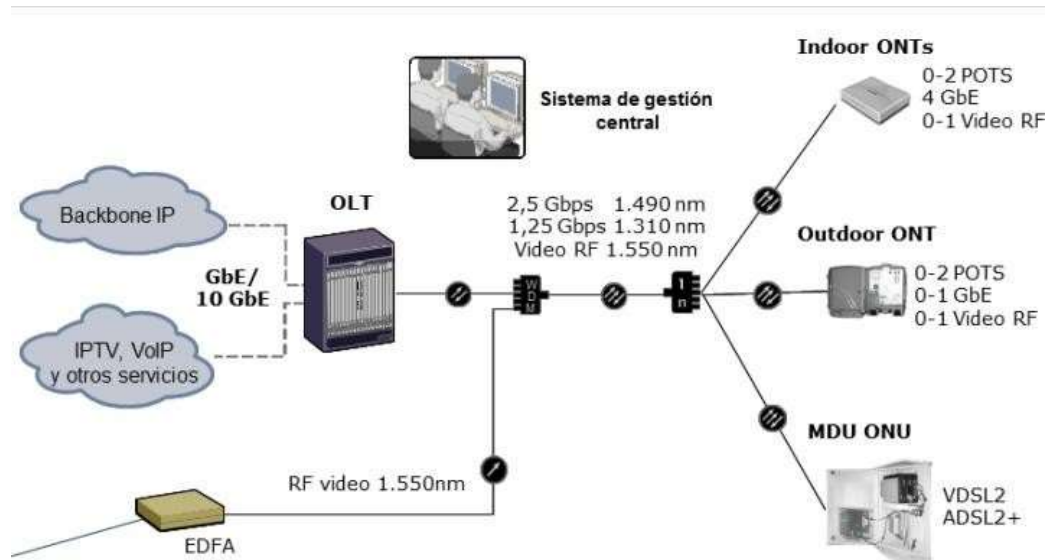 Indoor ONTs
0-2 POTS
4 GbE
0-1 Video RF
Sistema de gestión
central
Backbone IP
OLT
2,5 Gbps 1.490 nm
1,25 Gbps 1.310 nm
Video RF 1.550 nm
GbE/
10 GbE
WDM
1
n
Outdoor ONT
0-2 POTS
0-1 GbE
0-1 Video RF
IPTV, VoIP
y otros servicios
MDU ONU
VDSL2
ADSL2+
RF video 1.550nm
EDFA